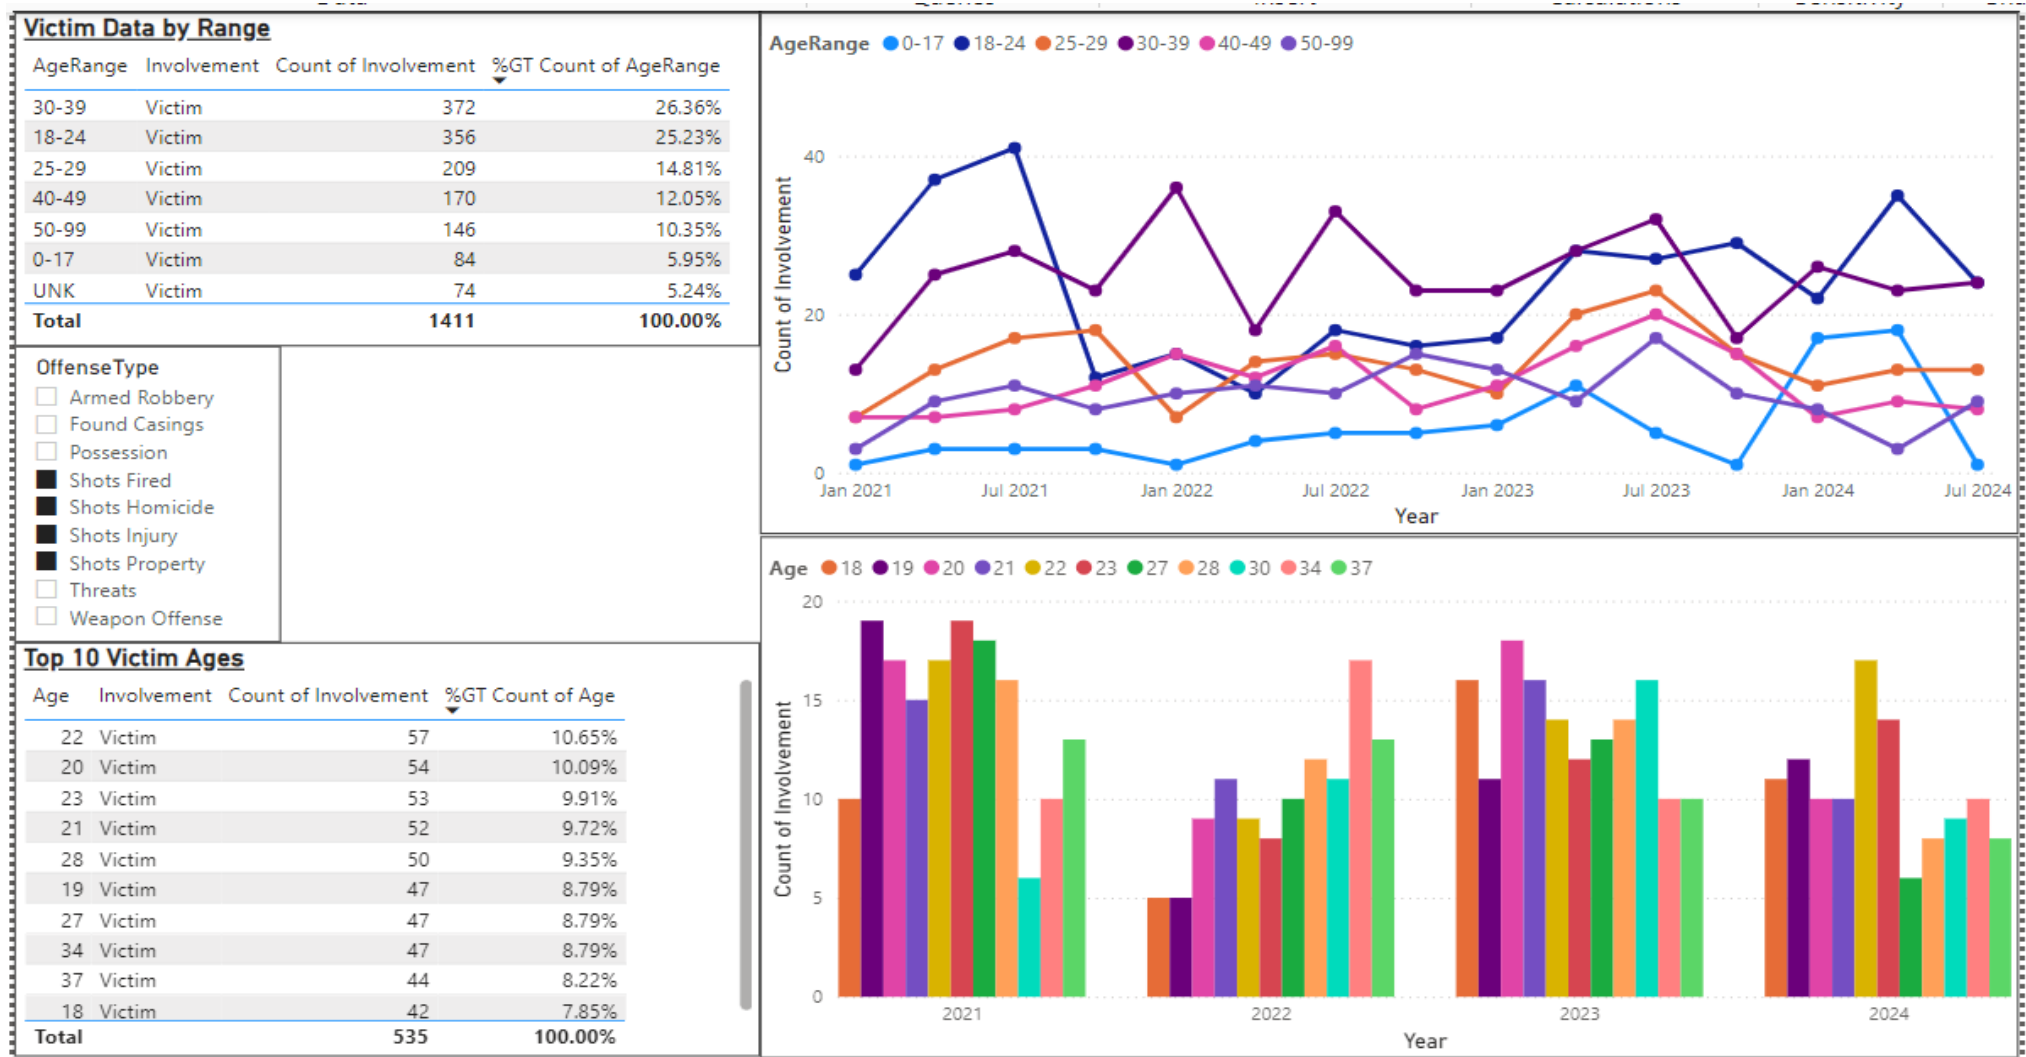 Victim Data by Range
AgeRange Involvement Count of Involvement %GT Count of AgeRange
30-39 Victim 372 26.36%
18-24 Victim 356 25.23%
25-29 Victim 209 14.81%
40-49 Victim 170 12.05%
50-99 Victim 146 10.35%
0-17 Victim 84 5.95%
UNK Victim 74 5.24%
Total 1411 100.00%
OffenseType
Armed Robbery
Found Casings
Possession
Shots Fired
Shots Homicide
Shots Injury
Shots Property
Threats
Weapon Offense
Top 10 Victim Ages
Age Involvement Count of Involvement %GT Count of Age
22 Victim 57 10.65%
20 Victim 54 10.09%
23 Victim 53 9.91%
21 Victim 52 9.72%
28 Victim 50 9.35%
19 Victim 47 8.79%
27 Victim 47 8.79%
34 Victim 47 8.79%
37 Victim 44 8.22%
18 Victim 42 7.85%
Total 535 100.00%
AgeRange 0-17 18-24 25-29 30-39 40-49 50-99
Count of Involvement
40
20
0
Jan 2021 Jul 2021 Jan 2022 Jul 2022 Jan 2023 Jul 2023 Jan 2024 Jul 2024
Year
Age 18 19 20 21 22 23 27 28 30 34 37
Count of Involvement
20
15
10
5
0
2021 2022 2023 2024
Year